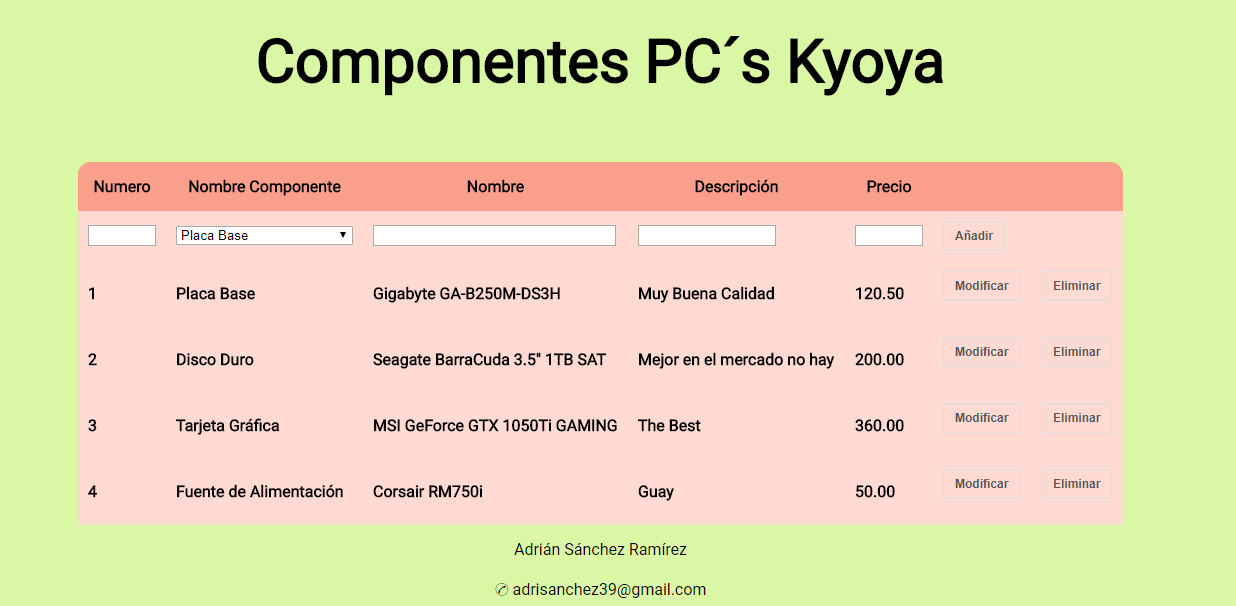 Componentes PC´s Kyoya
Numero Nombre Componente Nombre Descripción Precio
Placa Base Añadir
1 Placa Base Gigabyte GA-B250M-DS3H Muy Buena Calidad 120.50 Modificar Eliminar
2 Disco Duro Seagate BarraCuda 3.5" 1TB SAT Mejor en el mercado no hay 200.00 Modificar Eliminar
3 Tarjeta Gráfica MSI GeForce GTX 1050Ti GAMING The Best 360.00 Modificar Eliminar
4 Fuente de Alimentación Corsair RM750i Guay 50.00 Modificar Eliminar
Adrián Sánchez Ramírez
✆ adrisanchez39@gmail.com